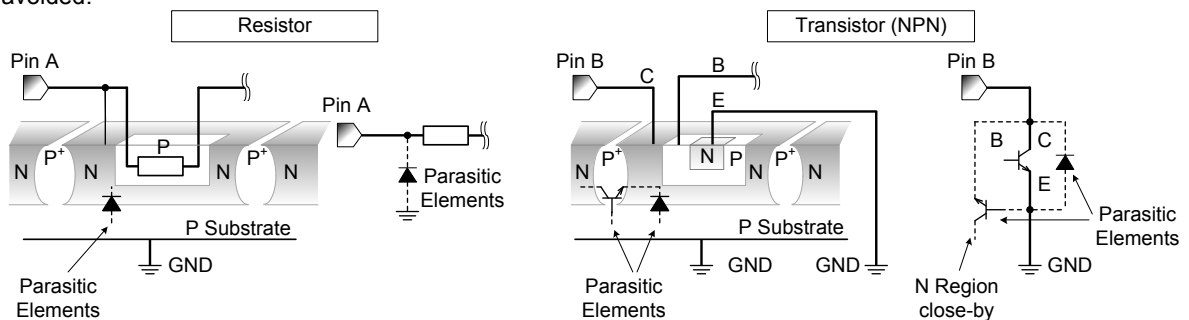 avoided.
Resistor
Transistor (NPN)
Pin A
Pin B
C
B
E
Pin B
Pin A
N
P+
N
P
N
P+
N
Parasitic
Elements
N
P+
N
N
P
N
P+
N
B
C
E
Parasitic
Elements
P Substrate
GND
Parasitic
Elements
P Substrate
GND
GND
Parasitic
Elements
GND
N Region
close-by